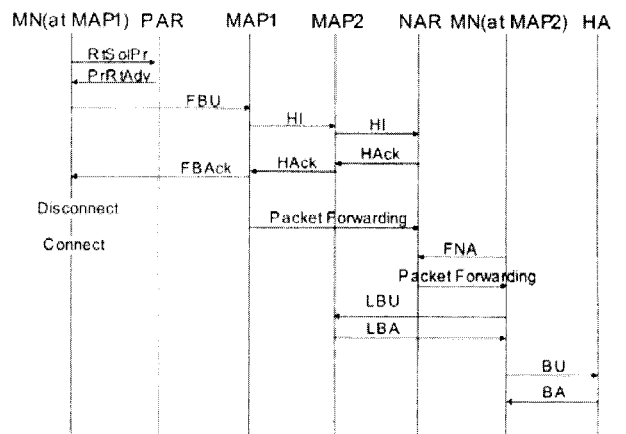 MN(at MAP1) PAR MAP1 MAP2 NAR MN(at MAP2) HA
RtSolPr
PrRtAdv
FBU
HI
HI
HAck
HAck
FBAck
Disconnect
Packet Forwarding
Connect
FNA
Packet Forwarding
LBU
LBA
BU
BA